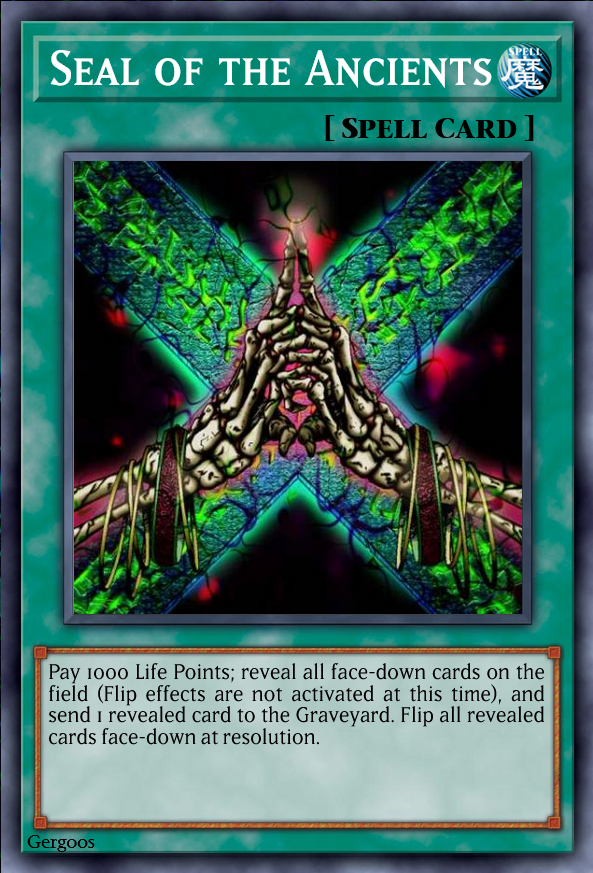 Seal of the Ancients
SPELL
魔
[ Spell Card ]
Pay 1000 Life Points; reveal all face-down cards on the
field (Flip effects are not activated at this time), and
send 1 revealed card to the Graveyard. Flip all revealed
cards face-down at resolution.
Gergoos